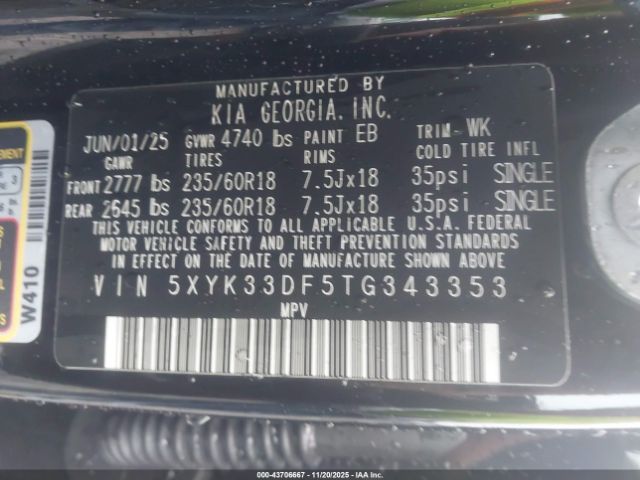 MANUFACTURED BY
KIA GEORGIA, INC.
JUN/01/25 GVWR 4740 lbs PAINT EB TRIM-WK
GAWR TIRES RIMS COLD TIRE INFL
FRONT 2777 lbs 235/60R18 7.5Jx18 35psi SINGLE
REAR 2645 lbs 235/60R18 7.5Jx18 35psi SINGLE
THIS VEHICLE CONFORMS TO ALL APPLICABLE U.S.A. FEDERAL
MOTOR VEHICLE SAFETY AND THEFT PREVENTION STANDARDS
IN EFFECT ON THE DATE OF MANUFACTURE SHOWN ABOVE.
VIN 5XYK33DF5TG343353
MPV
W410
000-43706667 - 11/20/2025 - IAAI.COM